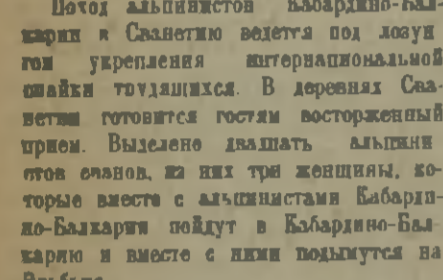 Поход альпинистов Кабардино-Бал-
карии в Сванетию ведется под лозун
гом укрепления интернациональной
спайки трудящихся. В деревнях Сва-
нетии готовится гостям восторженный
прием. Выделено двадцать альпини
стов сванов, из них три женщины, ко-
торые вместе с альпинистами Кабарди-
но-Балкарии пойдут в Кабардино-Бал-
карию и вместе с ними подымутся на